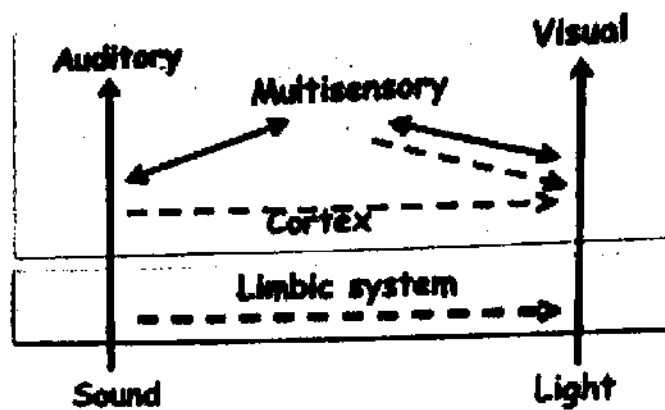 Visual
Auditory
Multisensory
Cortex
Limbic system
Sound
Light